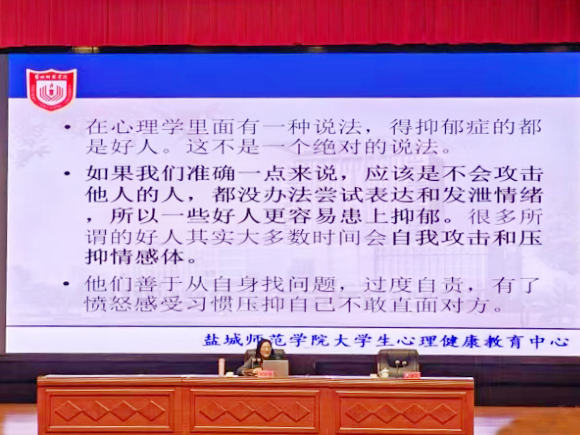 • 在心理学里面有一种说法，得抑郁症的都
是好人。这不是一个绝对的说法。
• 如果我们准确一点来说，应该是不会攻击
他人的人，都没办法尝试表达和发泄情绪
，所以一些好人更容易患上抑郁。很多所
谓的好人其实大多数时间会自我攻击和压
抑情感体。
• 他们善于从自身找问题，过度自责，有了
愤怒感受习惯压抑自己不敢直面对方。
盐城师范学院大学生心理健康教育中心